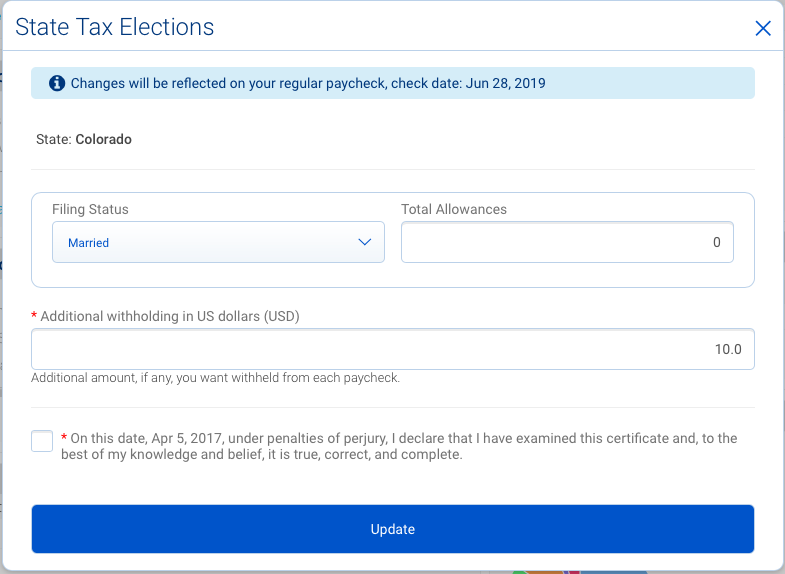 State Tax Elections
Changes will be reflected on your regular paycheck, check date: Jun 28, 2019
State: Colorado
Filing Status
Total Allowances
Married
0
* Additional withholding in US dollars (USD)
10.0
Additional amount, if any, you want withheld from each paycheck.
* On this date, Apr 5, 2017, under penalties of perjury, I declare that I have examined this certificate and, to the
best of my knowledge and belief, it is true, correct, and complete.
Update